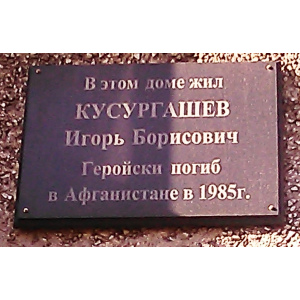 В этом доме жил
КУСУРГАШЕВ
Игорь Борисович
Геройски погиб
в Афганистане в 1985г.